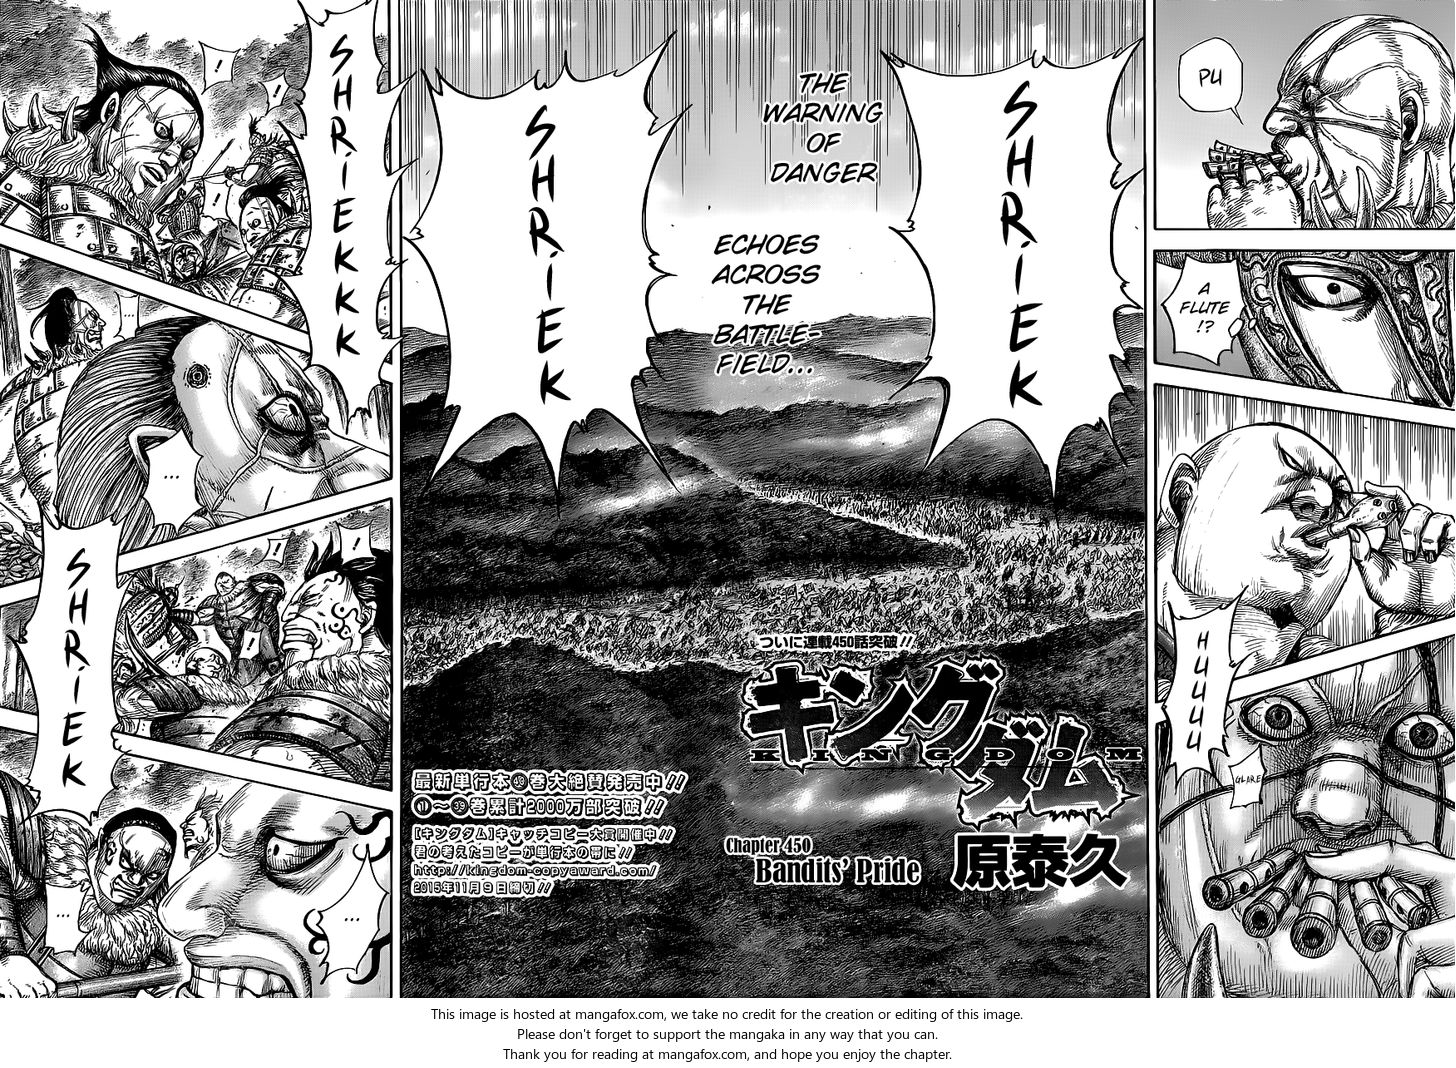 PU
A
FLUTE
!?
HUUUU
GLARE
SHRIEK
THE
WARNING
OF
DANGER
ECHOES
ACROSS
THE
BATTLE-
FIELD...
SHRIEK
ついに連載450話突破!!
キングダム
KINGDOM
原泰久
Chapter 450
Bandits' Pride
最新単行本㊵巻大絶賛発売中!!
①〜㊴巻累計2000万部突破!!
【キングダム】キャッチコピー大賞開催中!!
君の考えたコピーが単行本の帯に!!
http://kingdom-copyaward.com/
2015年11月9日締切!!
SHRIEKKK
!
!
!
...
...
!
!
!
SHRIEK
...
...
This image is hosted at mangafox.com, we take no credit for the creation or editing of this image.
Please don't forget to support the mangaka in any way that you can.
Thank you for reading at mangafox.com, and hope you enjoy the chapter.